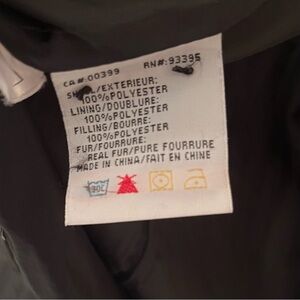 CA#:00399 RN#:93395
SHELL/EXTERIEUR:
100%POLYESTER
LINING/DOUBLURE:
100%POLYESTER
FILLING/BOURRE:
100%POLYESTER
FUR/FOURRURE:
REAL FUR/PURE FOURRURE
MADE IN CHINA/FAIT EN CHINE
30C